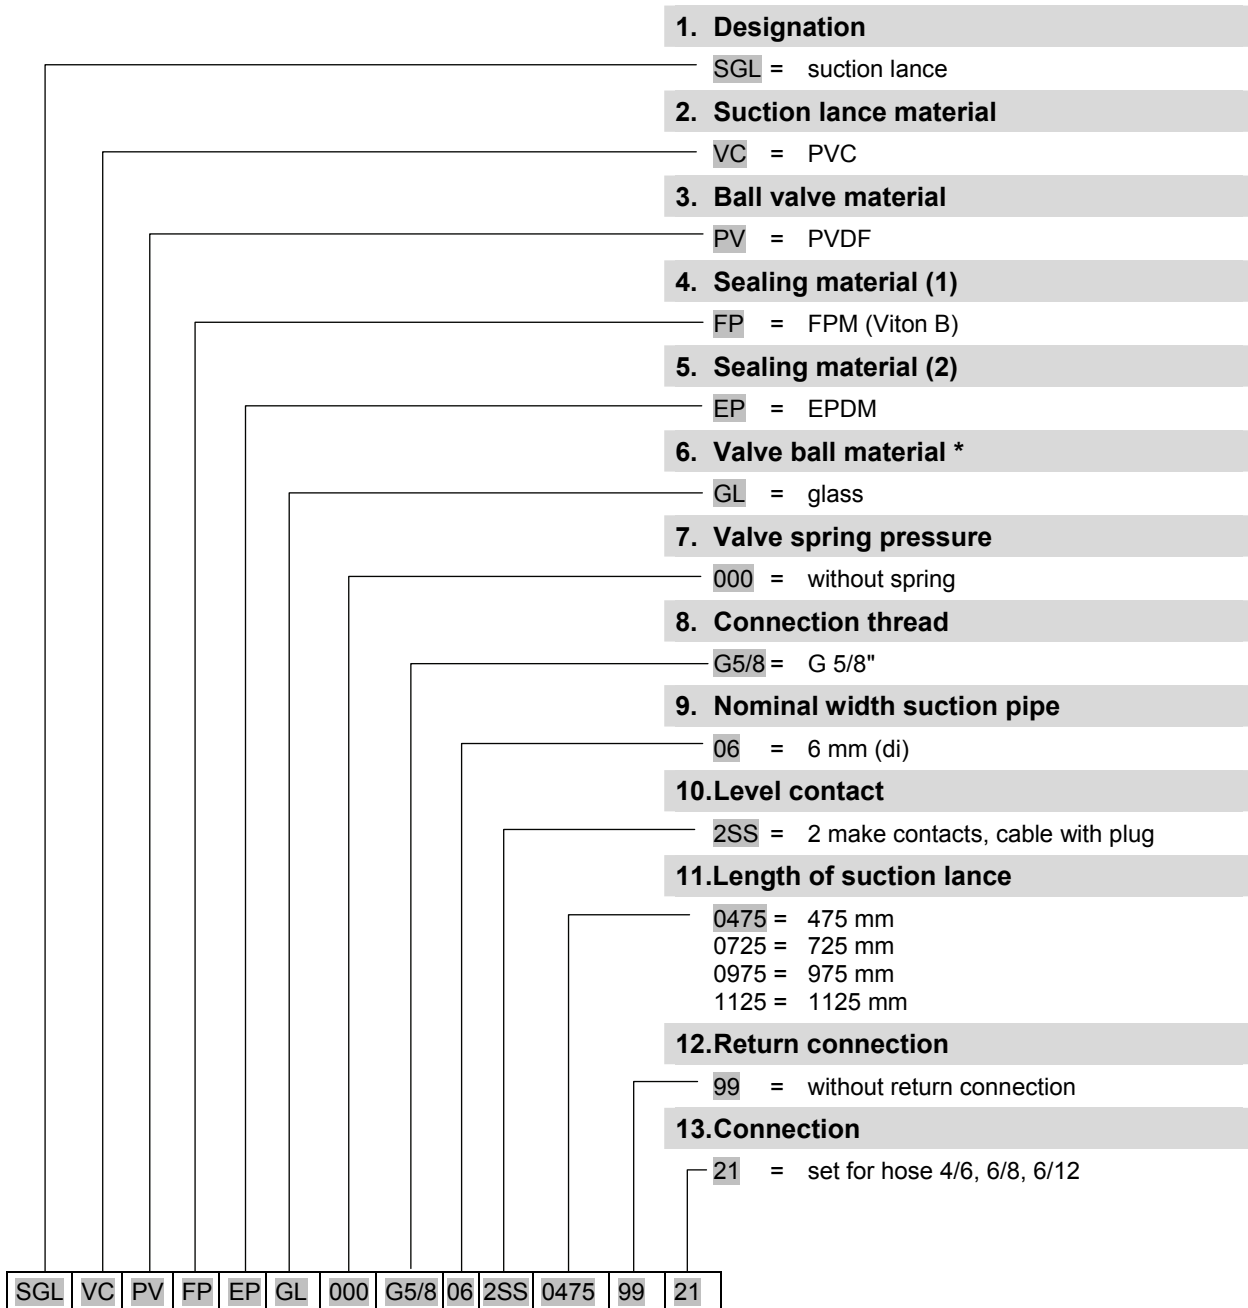 1. Designation
SGL = suction lance
2. Suction lance material
VC = PVC
3. Ball valve material
PV = PVDF
4. Sealing material (1)
FP = FPM (Viton B)
5. Sealing material (2)
EP = EPDM
6. Valve ball material *
GL = glass
7. Valve spring pressure
000 = without spring
8. Connection thread
G5/8 = G 5/8"
9. Nominal width suction pipe
06 = 6 mm (di)
10.Level contact
2SS = 2 make contacts, cable with plug
11.Length of suction lance
0475 = 475 mm
0725 = 725 mm
0975 = 975 mm
1125 = 1125 mm
12.Return connection
99 = without return connection
13.Connection
21 = set for hose 4/6, 6/8, 6/12
SGL VC PV FP EP GL 000 G5/8 06 2SS 0475 99 21